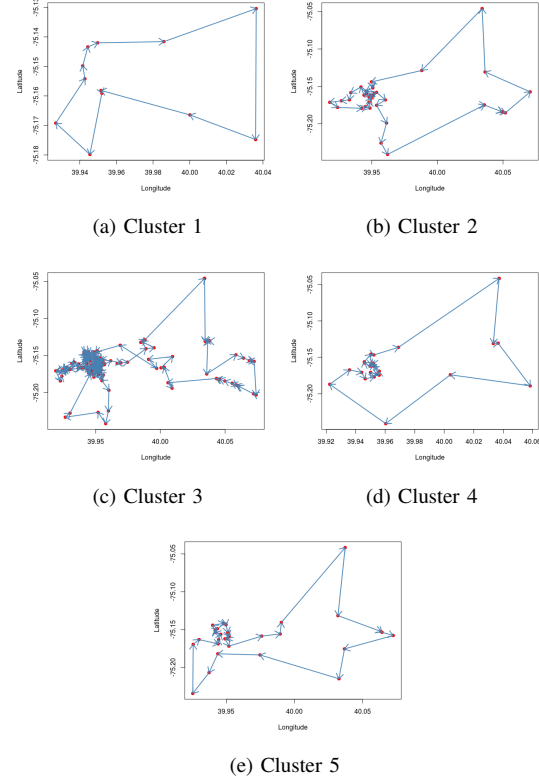 -75.13
-75.14
-75.15
-75.16
-75.17
-75.18
Latitude
39.94 39.96 39.98 40.00 40.02 40.04
Longitude
(a) Cluster 1
-75.05
-75.10
-75.15
-75.20
Latitude
39.95 40.00 40.05
Longitude
(b) Cluster 2
-75.05
-75.10
-75.15
-75.20
Latitude
39.95 40.00 40.05
Longitude
(c) Cluster 3
-75.05
-75.10
-75.15
-75.20
Latitude
39.92 39.94 39.96 39.98 40.00 40.02 40.04 40.06
Longitude
(d) Cluster 4
-75.05
-75.10
-75.15
-75.20
Latitude
39.95 40.00 40.05
Longitude
(e) Cluster 5